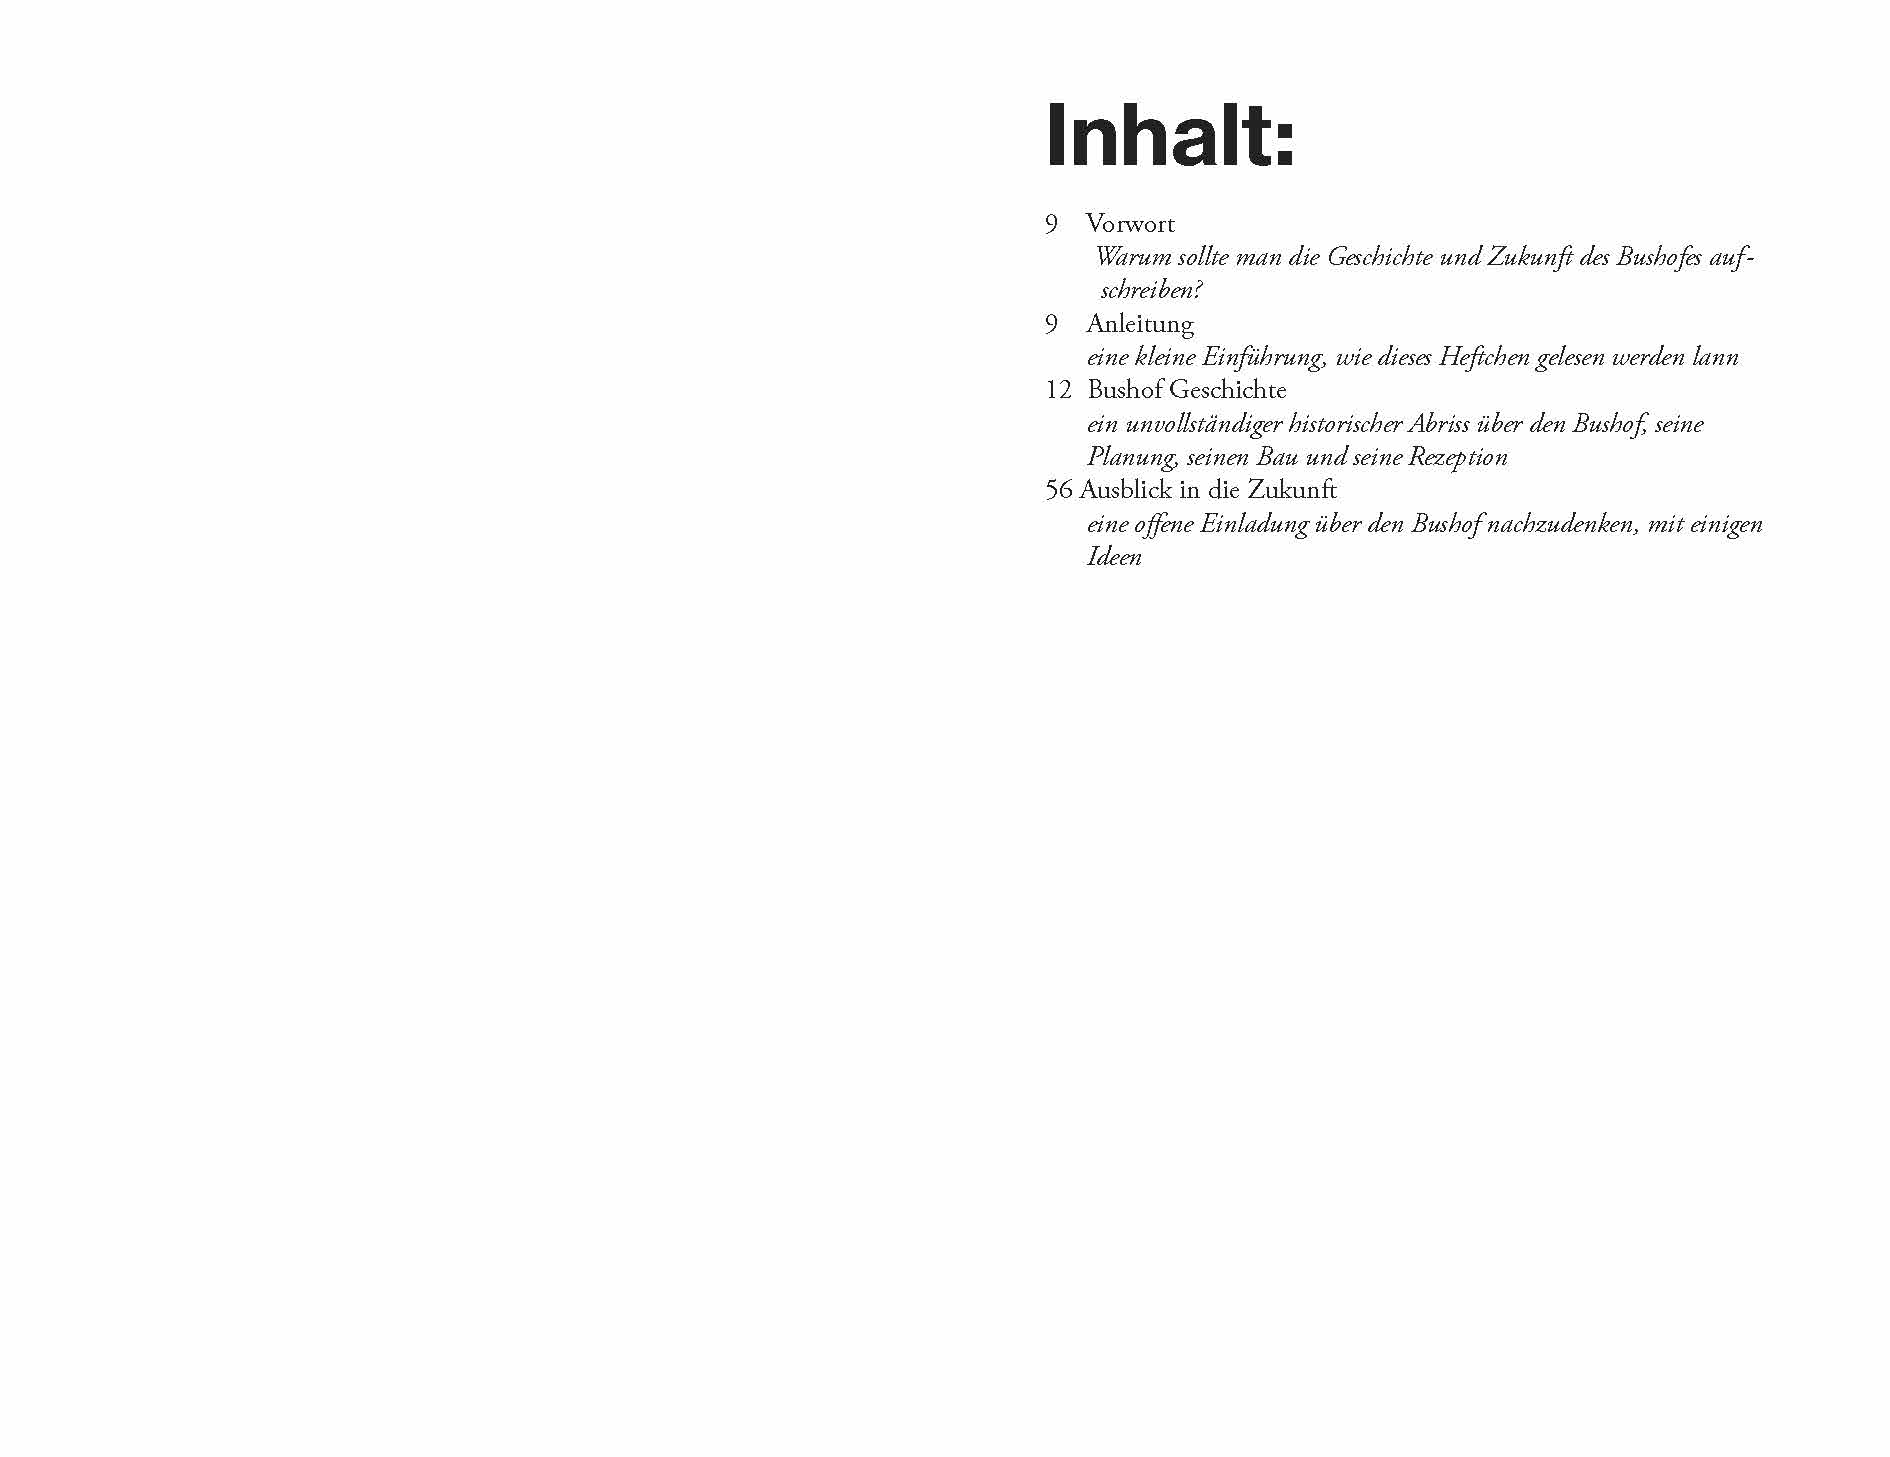 Inhalt:
9 Vorwort
Warum sollte man die Geschichte und Zukunft des Bushofes auf-
schreiben?
9 Anleitung
eine kleine Einführung, wie dieses Heftchen gelesen werden lann
12 Bushof Geschichte
ein unvollständiger historischer Abriss über den Bushof, seine
Planung, seinen Bau und seine Rezeption
56 Ausblick in die Zukunft
eine offene Einladung über den Bushof nachzudenken, mit einigen
Ideen